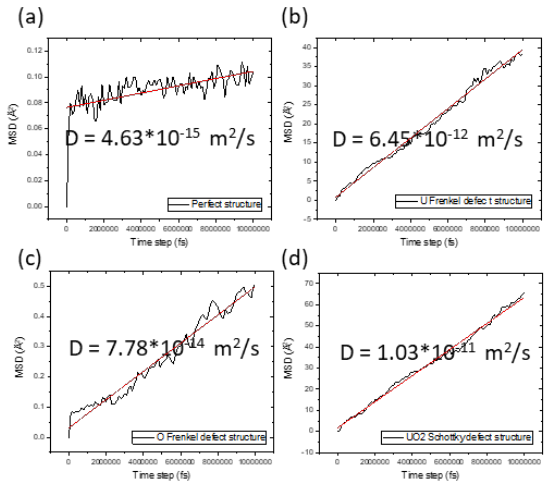 (a)
0.12
0.10
0.08
0.06
0.04
0.02
0.00
MSD (Å²)
D = 4.63*10⁻¹⁵ m²/s
Perfect structure
0 2000000 4000000 6000000 8000000 10000000
Time step (fs)
(b)
40
35
30
25
20
15
10
5
0
-5
MSD (Å²)
D = 6.45*10⁻¹² m²/s
U Frenkel defect structure
0 2000000 4000000 6000000 8000000 10000000
Time step (fs)
(c)
0.5
0.4
0.3
0.2
0.1
0.0
MSD (Å²)
D = 7.78*10⁻¹⁴ m²/s
O Frenkel defect structure
0 2000000 4000000 6000000 8000000 10000000
Time step (fs)
(d)
70
60
50
40
30
20
10
0
-10
MSD (Å²)
D = 1.03*10⁻¹¹ m²/s
UO2 Schottky defect structure
0 2000000 4000000 6000000 8000000 10000000
Time step (fs)